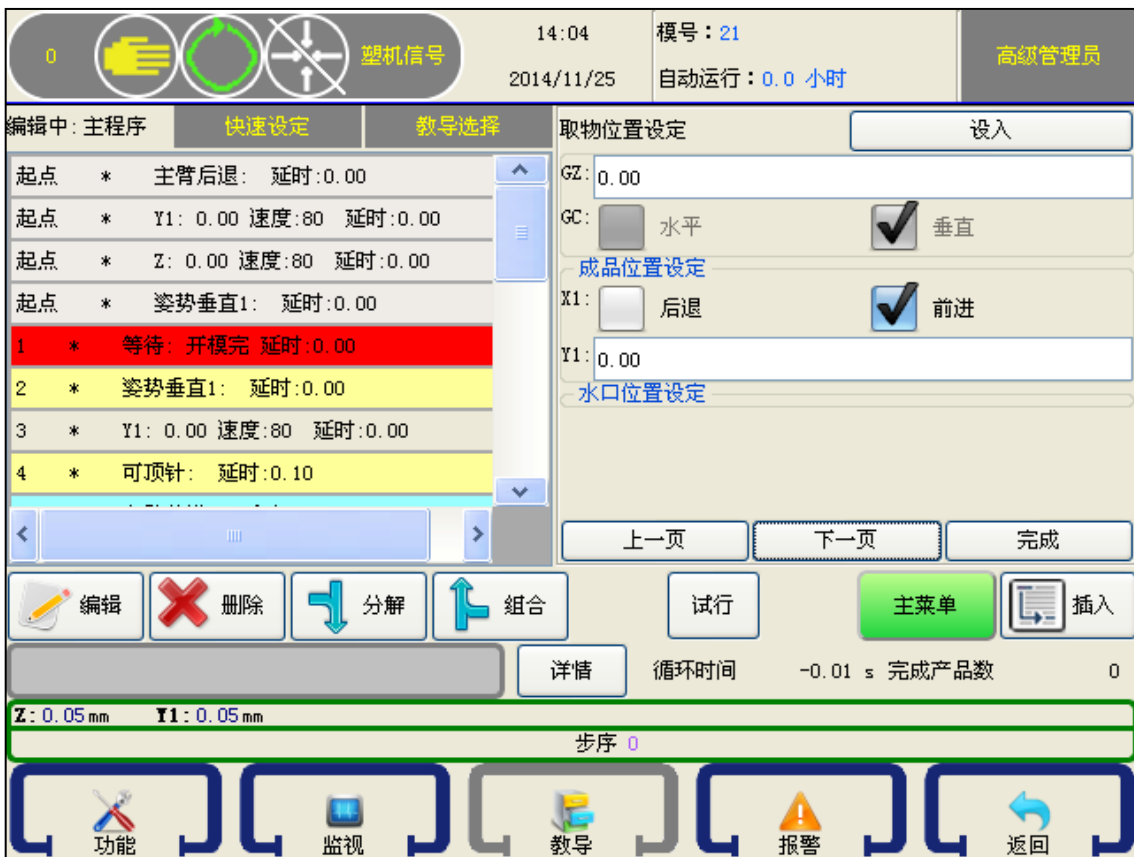 0 塑机信号 14:04 模号：21 高级管理员
2014/11/25 自动运行：0.0 小时
编辑中: 主程序 快速设定 教导选择
起点 * 主臂后退: 延时:0.00
起点 * Y1: 0.00 速度:80 延时:0.00
起点 * Z: 0.00 速度:80 延时:0.00
起点 * 姿势垂直1: 延时:0.00
1 * 等待: 开模完 延时:0.00
2 * 姿势垂直1: 延时:0.00
3 * Y1: 0.00 速度:80 延时:0.00
4 * 可顶针: 延时:0.10
取物位置设定 设入
GZ: 0.00
GC: 水平 垂直
成品位置设定
X1: 后退 前进
Y1: 0.00
水口位置设定
上一页 下一页 完成
编辑 删除 分解 组合 试行 主菜单 插入
详情 循环时间 -0.01 s 完成产品数 0
Z: 0.05 mm Y1: 0.05 mm
步序 0
功能 监视 教导 报警 返回